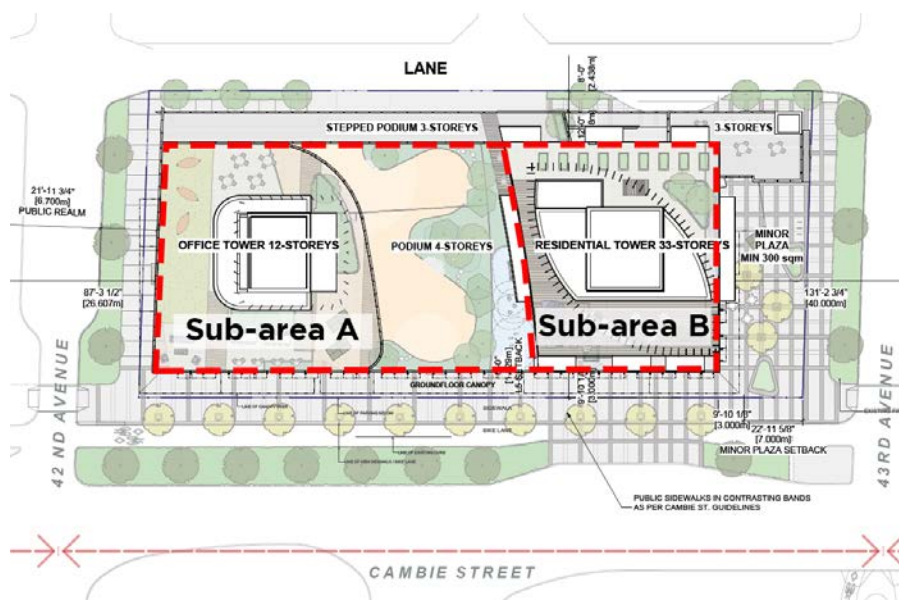 LANE
STEPPED PODIUM 3-STOREYS
3-STOREYS
8'-0"
[2.438m]
12'-0"
21'-11 3/4"
[6.700m]
PUBLIC REALM
OFFICE TOWER 12-STOREYS
PODIUM 4-STOREYS
RESIDENTIAL TOWER 33-STOREYS
MINOR
PLAZA
MIN 300 sqm
87'-3 1/2"
[26.607m]
131'-2 3/4"
[40.000m]
Sub-area A
Sub-area B
SETBACK
9'-10 1/8"
[3.000m]
GROUNDFLOOR CANOPY
SIDEWALK
BIKE LANE
9'-10 1/8"
[3.000m]
22'-11 5/8"
[7.000m]
MINOR PLAZA SETBACK
42 ND AVENUE
43RD AVENUE
PUBLIC SIDEWALKS IN CONTRASTING BANDS
AS PER CAMBIE ST. GUIDELINES
CAMBIE STREET